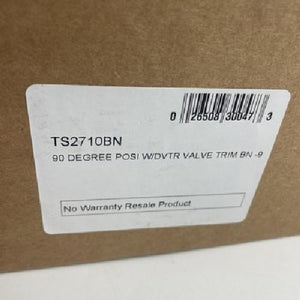 0 26508 30047 3
TS2710BN
90 DEGREE POSI W/DVTR VALVE TRIM BN -9
No Warranty Resale Product